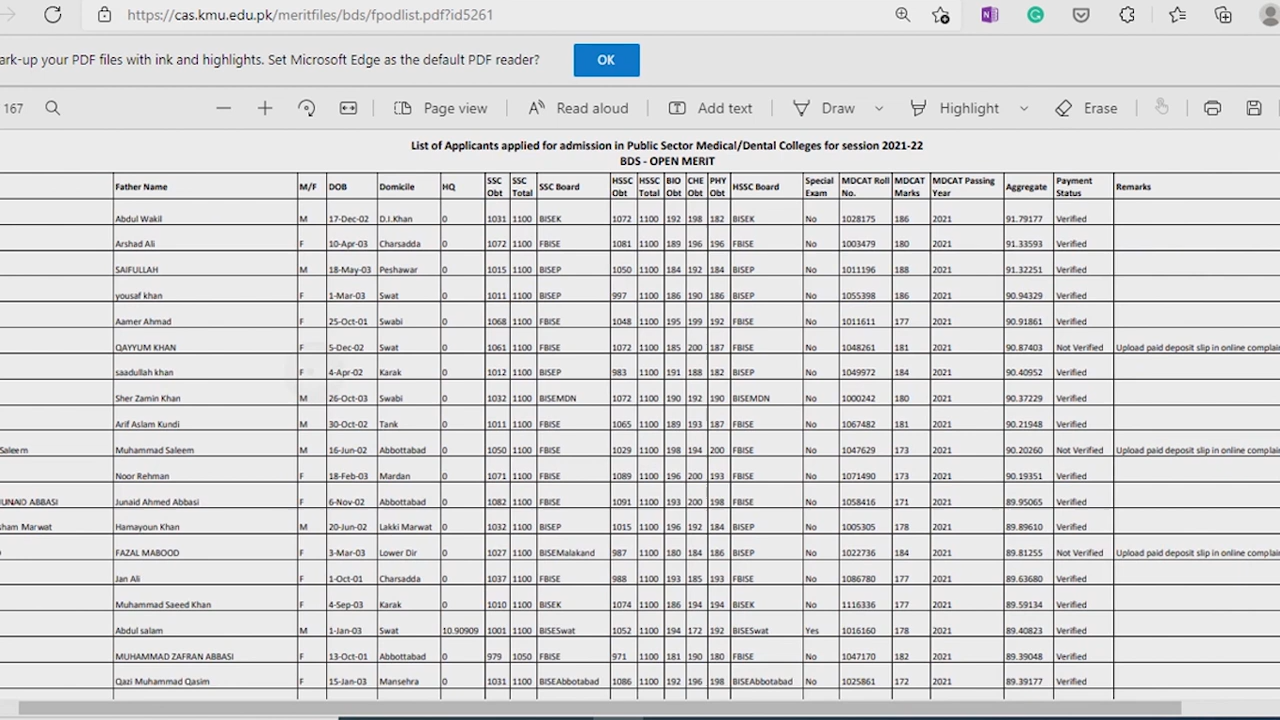 https://cas.kmu.edu.pk/meritfiles/bds/fpodlist.pdf?id5261
ark-up your PDF files with ink and highlights. Set Microsoft Edge as the default PDF reader? OK
167 Page view Read aloud Add text Draw Highlight Erase
List of Applicants applied for admission in Public Sector Medical/Dental Colleges for session 2021-22
BDS - OPEN MERIT
Father Name M/F DOB Domicile HQ SSC Obt SSC Total SSC Board HSSC Obt HSSC Total BIO Obt CHE Obt PHY Obt HSSC Board Special Exam MDCAT Roll No. MDCAT Marks MDCAT Passing Year Aggregate Payment Status Remarks
Abdul Wakil M 17-Dec-02 D.I.Khan 0 1031 1100 BISEK 1072 1100 192 198 182 BISEK No 1028175 186 2021 91.79177 Verified
Arshad Ali F 10-Apr-03 Charsadda 0 1072 1100 FBISE 1081 1100 189 196 196 FBISE No 1003479 180 2021 91.33593 Verified
SAIFULLAH M 18-May-03 Peshawar 0 1015 1100 BISEP 1050 1100 184 192 184 BISEP No 1011196 188 2021 91.32251 Verified
yousaf khan F 1-Mar-03 Swat 0 1011 1100 BISEP 997 1100 186 190 186 BISEP No 1055398 186 2021 90.94329 Verified
Aamer Ahmad F 25-Oct-01 Swabi 0 1068 1100 FBISE 1048 1100 195 199 192 FBISE No 1011611 177 2021 90.91861 Verified
QAYYUM KHAN F 5-Dec-02 Swat 0 1061 1100 FBISE 1072 1100 185 200 187 FBISE No 1048261 181 2021 90.87403 Not Verified Upload paid deposit slip in online complai
saadullah khan F 4-Apr-02 Karak 0 1012 1100 BISEP 983 1100 191 188 182 BISEP No 1049972 184 2021 90.40952 Verified
Sher Zamin Khan M 26-Oct-03 Swabi 0 1032 1100 BISEMDN 1072 1100 190 192 190 BISEMDN No 1000242 180 2021 90.37229 Verified
Arif Aslam Kundi M 30-Oct-02 Tank 0 1011 1100 FBISE 1065 1100 189 193 187 FBISE No 1067482 181 2021 90.21948 Verified
Saleem Muhammad Saleem M 16-Jun-02 Abbottabad 0 1050 1100 FBISE 1029 1100 198 194 200 FBISE No 1047629 173 2021 90.20260 Not Verified Upload paid deposit slip in online complai
Noor Rehman F 18-Feb-03 Mardan 0 1071 1100 FBISE 1089 1100 196 200 193 FBISE No 1071490 173 2021 90.19351 Verified
JUNAID ABBASI Junaid Ahmed Abbasi F 6-Nov-02 Abbottabad 0 1082 1100 FBISE 1091 1100 193 200 198 FBISE No 1058416 171 2021 89.95065 Verified
sham Marwat Hamayoun Khan M 20-Jun-02 Lakki Marwat 0 1032 1100 BISEP 1015 1100 196 192 184 BISEP No 1005305 178 2021 89.89610 Verified
FAZAL MABOOD F 3-Mar-03 Lower Dir 0 1027 1100 BISEMalakand 987 1100 180 184 186 BISEP No 1022736 184 2021 89.81255 Not Verified Upload paid deposit slip in online complai
Jan Ali F 1-Oct-01 Charsadda 0 1037 1100 FBISE 988 1100 193 185 193 FBISE No 1086780 177 2021 89.63680 Verified
Muhammad Saeed Khan F 4-Sep-03 Karak 0 1010 1100 BISEK 1074 1100 186 194 194 BISEK No 1116336 177 2021 89.59134 Verified
Abdul salam M 1-Jan-03 Swat 10.90909 1001 1100 BISESwat 1052 1100 194 172 192 BISESwat Yes 1016160 178 2021 89.40823 Verified
MUHAMMAD ZAFRAN ABBASI F 13-Oct-01 Abbottabad 0 979 1050 FBISE 971 1100 181 190 180 FBISE No 1047170 182 2021 89.39048 Verified
Qazi Muhammad Qasim F 15-Jan-03 Mansehra 0 1031 1100 BISEAbbotabad 1086 1100 192 196 198 BISEAbbotabad No 1025861 172 2021 89.39177 Verified